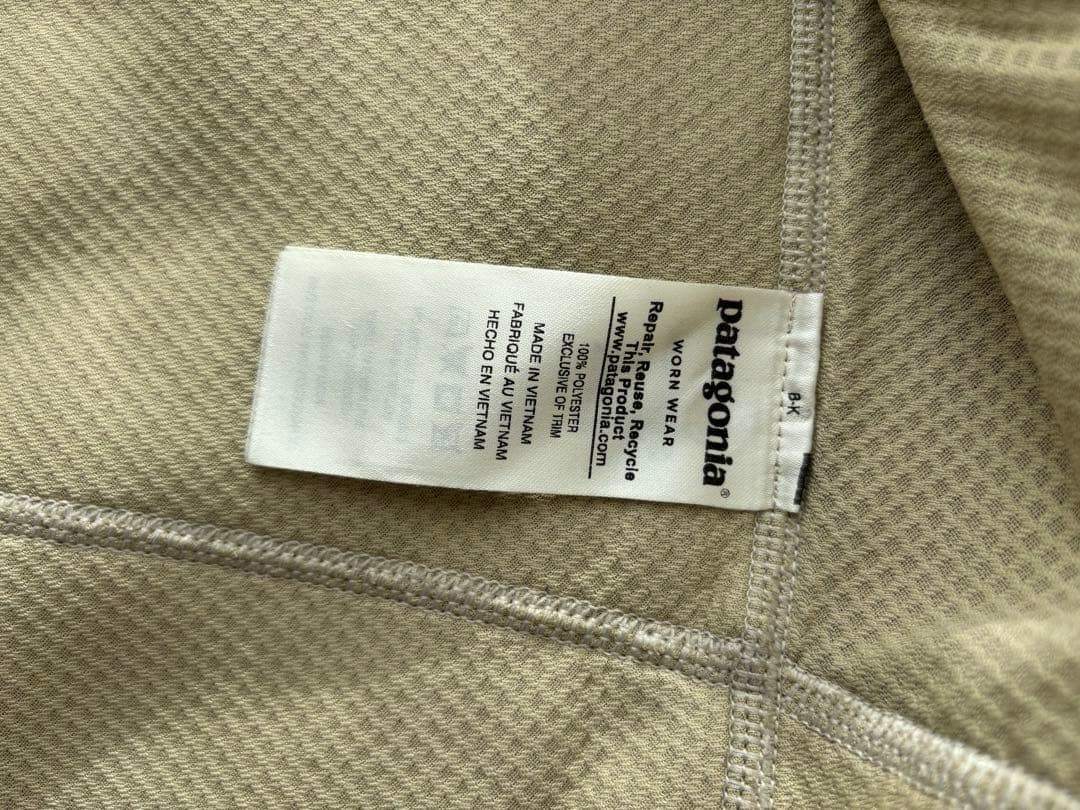 8-K
patagonia®
WORN WEAR
Repair, Reuse, Recycle
This Product
www.patagonia.com
100% POLYESTER
EXCLUSIVE OF TRIM
MADE IN VIETNAM
FABRIQUÉ AU VIETNAM
HECHO EN VIETNAM